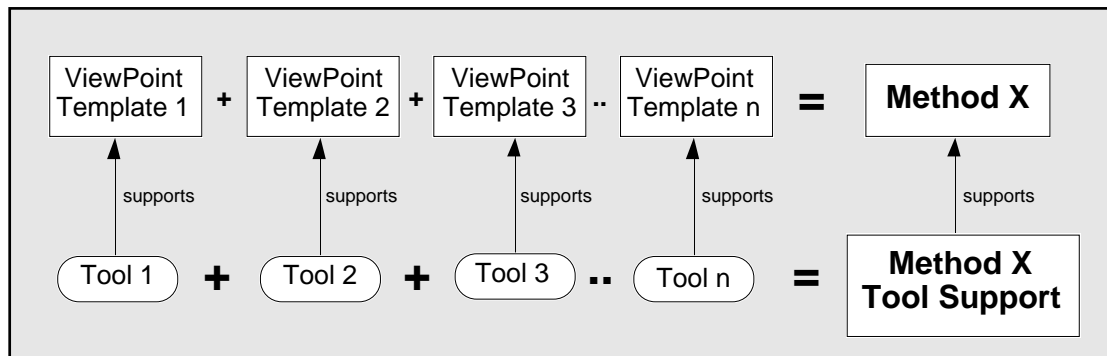 ViewPoint
Template 1
+
ViewPoint
Template 2
+
ViewPoint
Template 3
..
ViewPoint
Template n
=
Method X
supports
supports
supports
supports
supports
Tool 1
+
Tool 2
+
Tool 3
..
Tool n
=
Method X
Tool Support